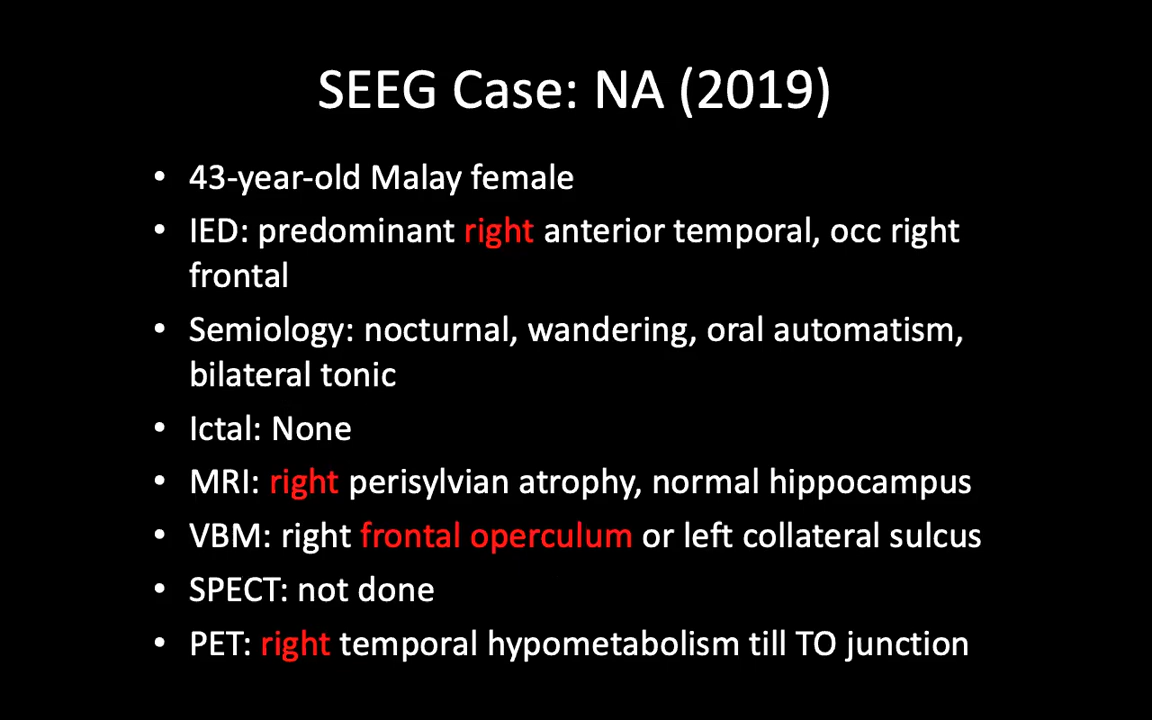 SEEG Case: NA (2019)
• 43-year-old Malay female
• IED: predominant right anterior temporal, occ right
frontal
• Semiology: nocturnal, wandering, oral automatism,
bilateral tonic
• Ictal: None
• MRI: right perisylvian atrophy, normal hippocampus
• VBM: right frontal operculum or left collateral sulcus
• SPECT: not done
• PET: right temporal hypometabolism till TO junction